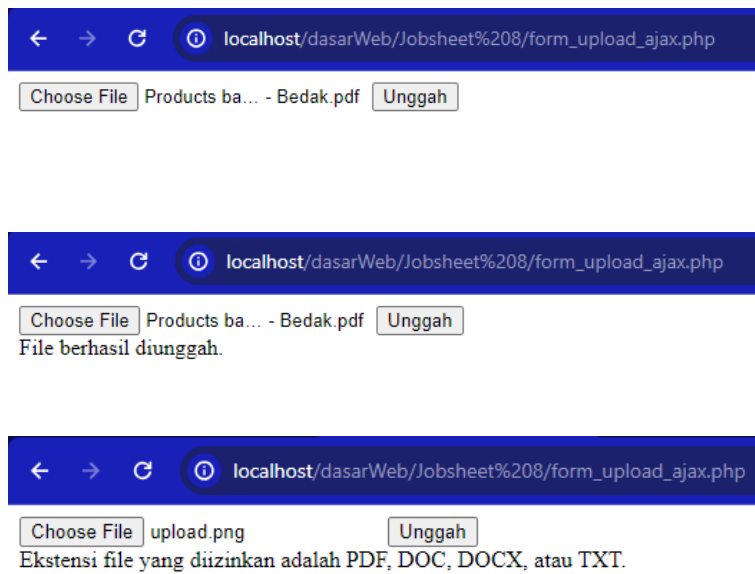 localhost/dasarWeb/Jobsheet%208/form_upload_ajax.php
Choose File Products ba... - Bedak.pdf Unggah
localhost/dasarWeb/Jobsheet%208/form_upload_ajax.php
Choose File Products ba... - Bedak.pdf Unggah
File berhasil diunggah.
localhost/dasarWeb/Jobsheet%208/form_upload_ajax.php
Choose File upload.png Unggah
Ekstensi file yang diizinkan adalah PDF, DOC, DOCX, atau TXT.